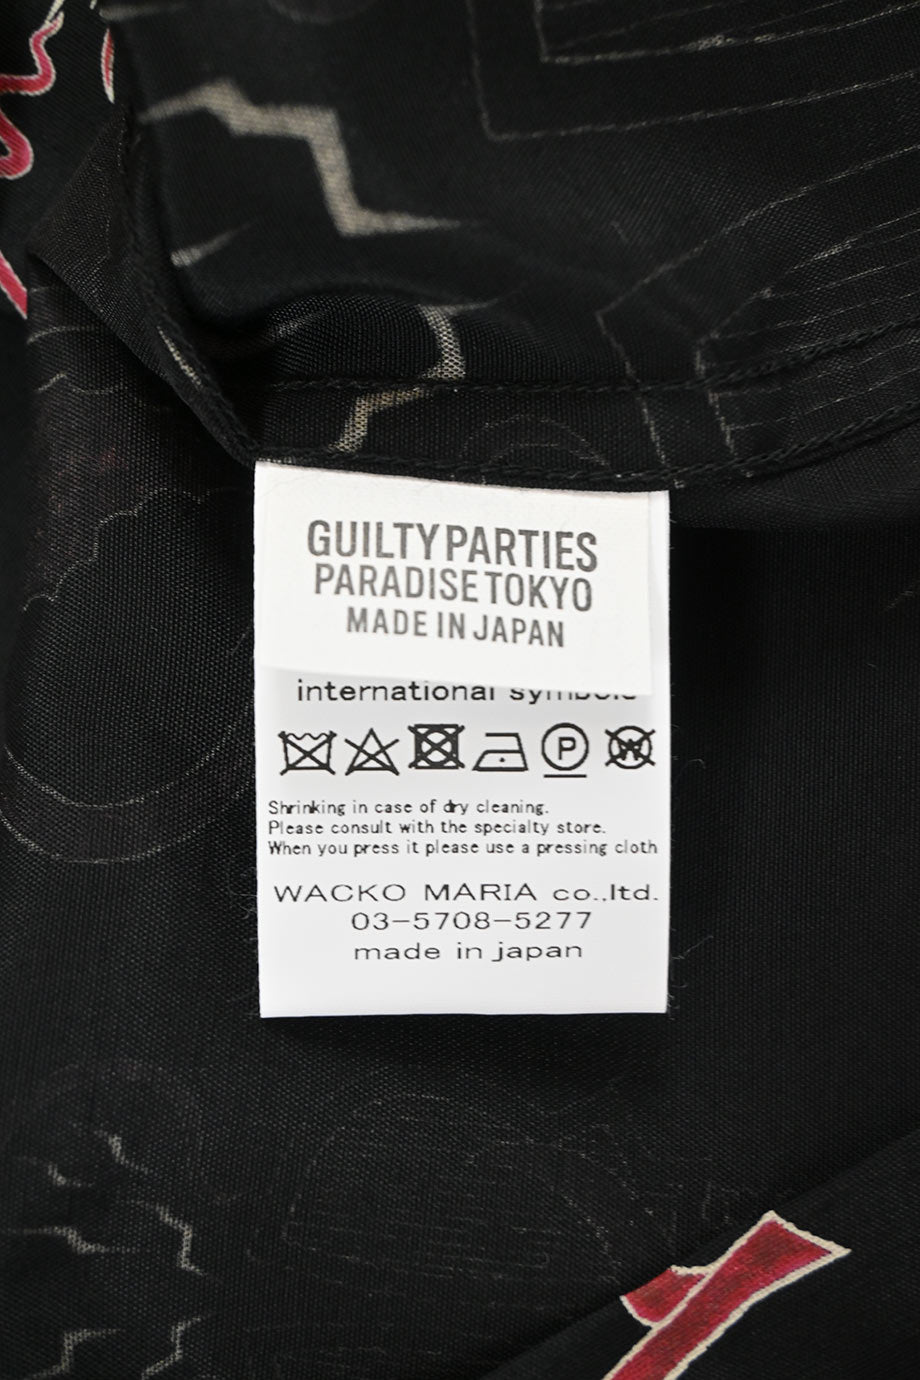 GUILTY PARTIES
PARADISE TOKYO
MADE IN JAPAN
international symbols
P
W
Shrinking in case of dry cleaning.
Please consult with the specialty store.
When you press it please use a pressing cloth
WACKO MARIA co.,ltd.
03-5708-5277
made in japan